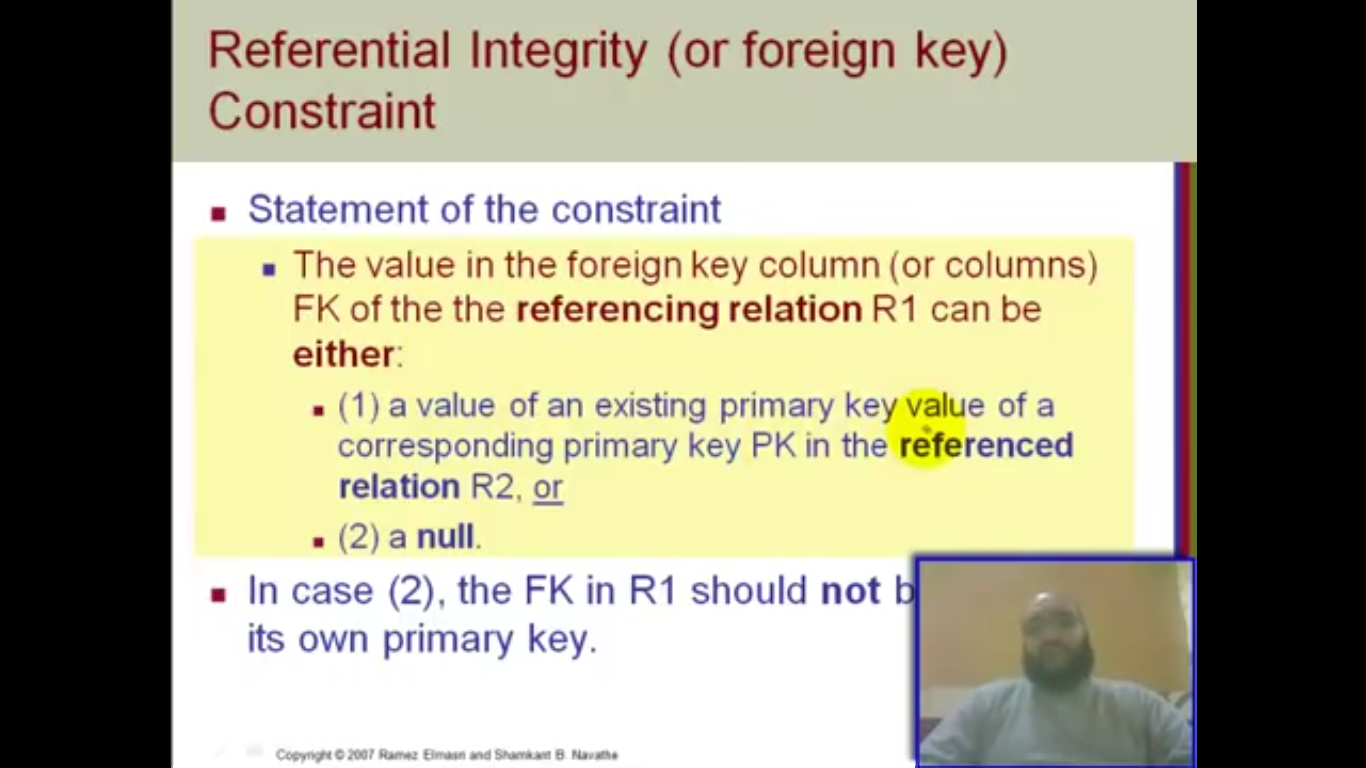 Referential Integrity (or foreign key)
Constraint
Statement of the constraint
The value in the foreign key column (or columns)
FK of the the referencing relation R1 can be
either:
(1) a value of an existing primary key value of a
corresponding primary key PK in the referenced
relation R2, or
(2) a null.
In case (2), the FK in R1 should not b
its own primary key.
Copyright © 2007 Ramez Elmasri and Shamkant B. Navathe